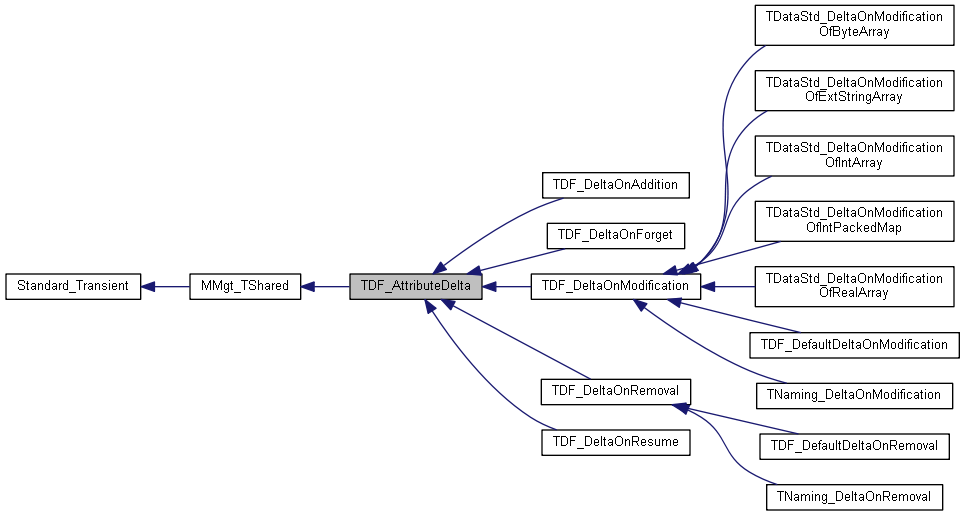 TDataStd_DeltaOnModification
OfByteArray
TDataStd_DeltaOnModification
OfExtStringArray
TDataStd_DeltaOnModification
OfIntArray
TDF_DeltaOnAddition
TDataStd_DeltaOnModification
OfIntPackedMap
TDF_DeltaOnForget
Standard_Transient
MMgt_TShared
TDF_AttributeDelta
TDF_DeltaOnModification
TDataStd_DeltaOnModification
OfRealArray
TDF_DefaultDeltaOnModification
TDF_DeltaOnRemoval
TNaming_DeltaOnModification
TDF_DeltaOnResume
TDF_DefaultDeltaOnRemoval
TNaming_DeltaOnRemoval